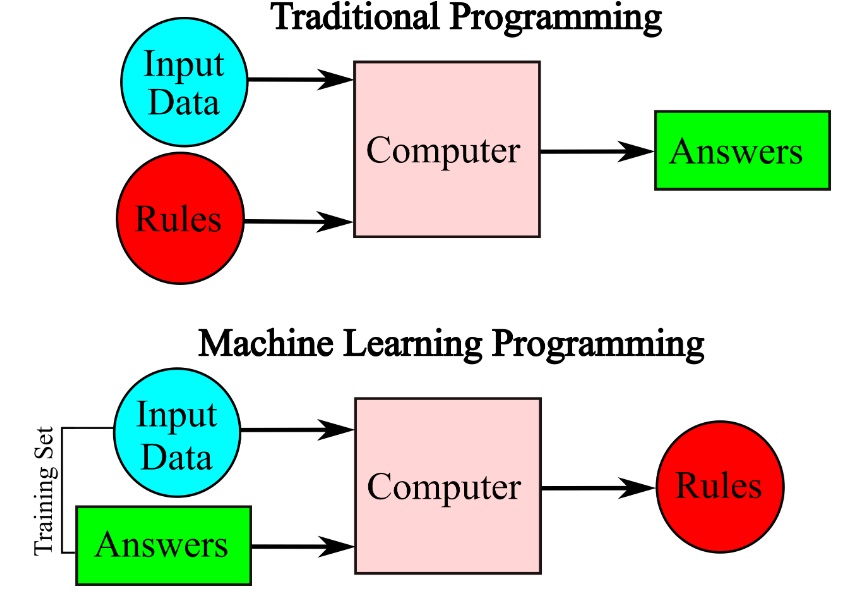 Traditional Programming
Input
Data
Computer
Answers
Rules
Machine Learning Programming
Training Set
Input
Data
Answers
Computer
Rules